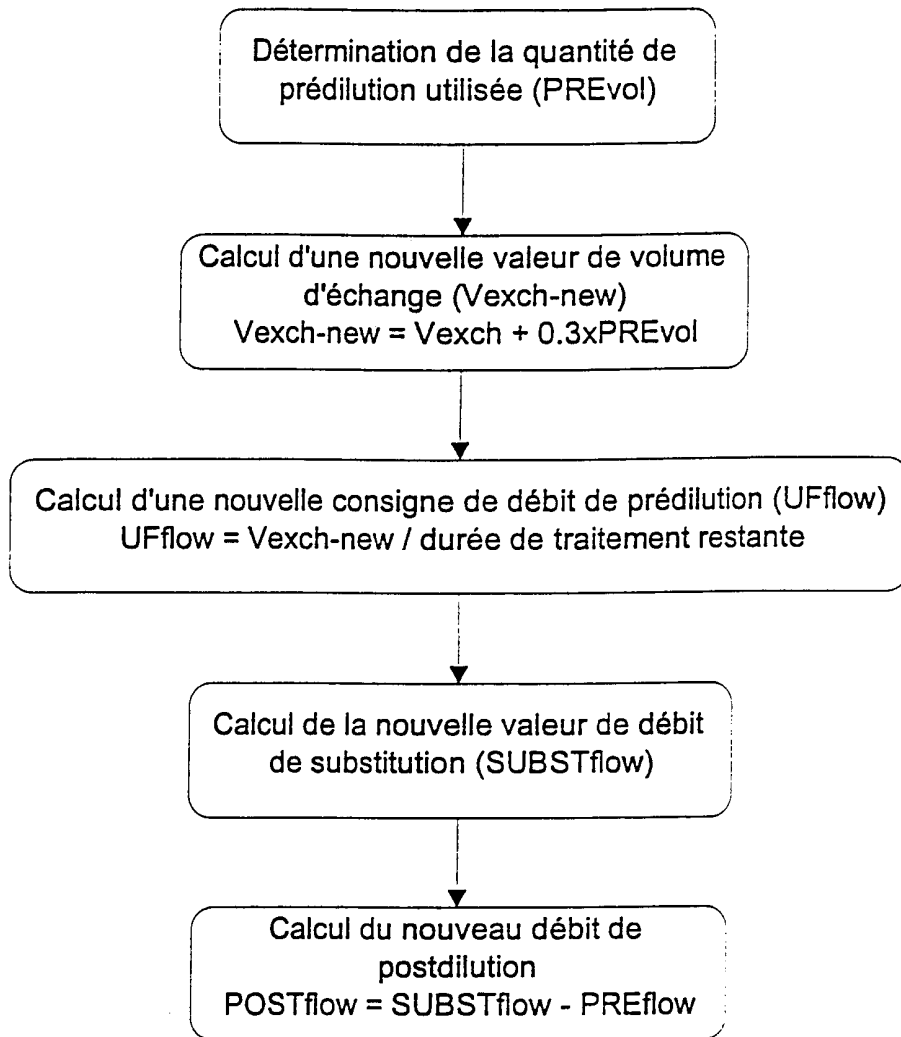 Détermination de la quantité de
prédilution utilisée (PREvol)
Calcul d'une nouvelle valeur de volume
d'échange (Vexch-new)
Vexch-new = Vexch + 0.3xPREvol
Calcul d'une nouvelle consigne de débit de prédilution (UFflow)
UFflow = Vexch-new / durée de traitement restante
Calcul de la nouvelle valeur de débit
de substitution (SUBSTflow)
Calcul du nouveau débit de
postdilution
POSTflow = SUBSTflow - PREflow